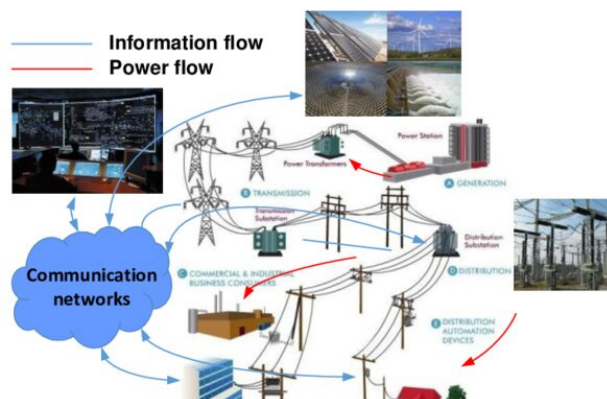 Information flow
Power flow
Power Station
Power Transformers
A GENERATION
B TRANSMISSION
Transmission
Substation
Distribution
Substation
Communication
networks
C COMMERCIAL & INDUSTRIAL
BUSINESS CONSUMERS
D DISTRIBUTION
E DISTRIBUTION
AUTOMATION
DEVICES